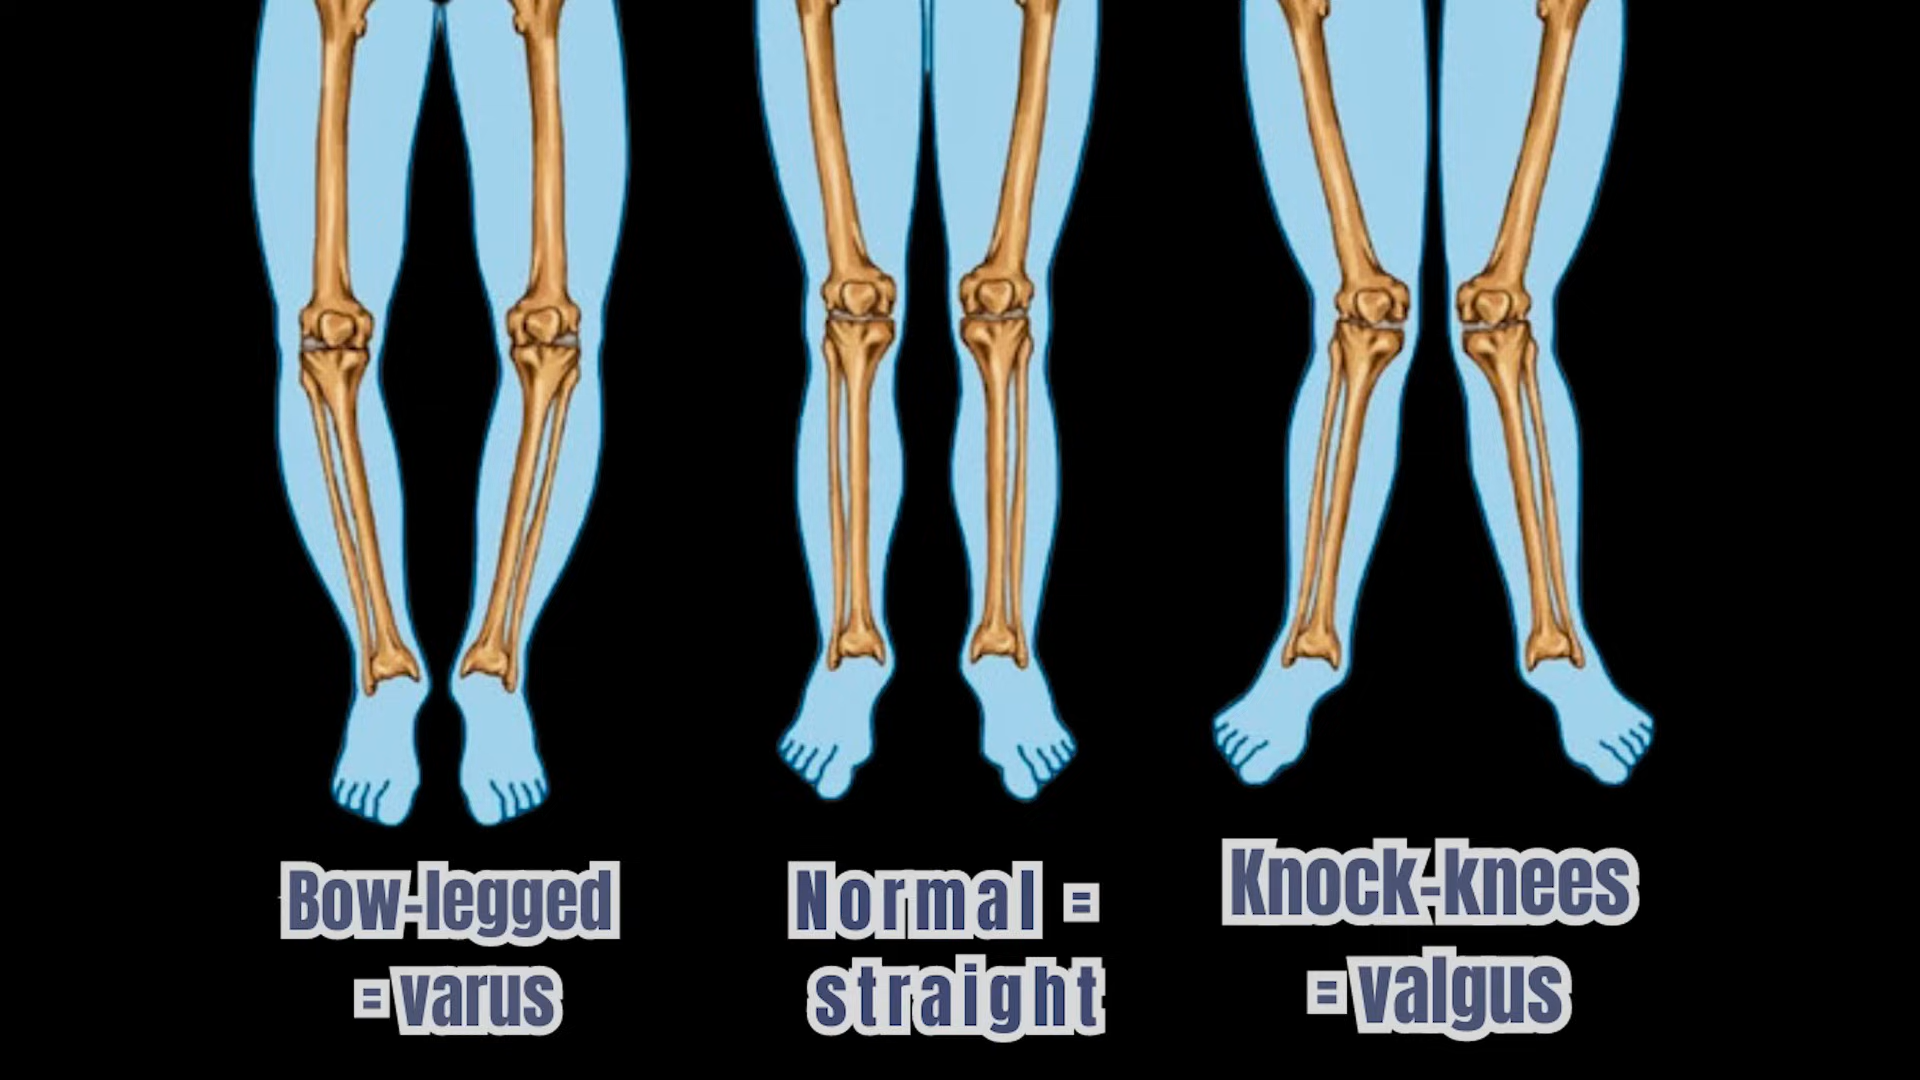 Bow-legged
= varus
Normal =
straight
Knock-knees
= valgus